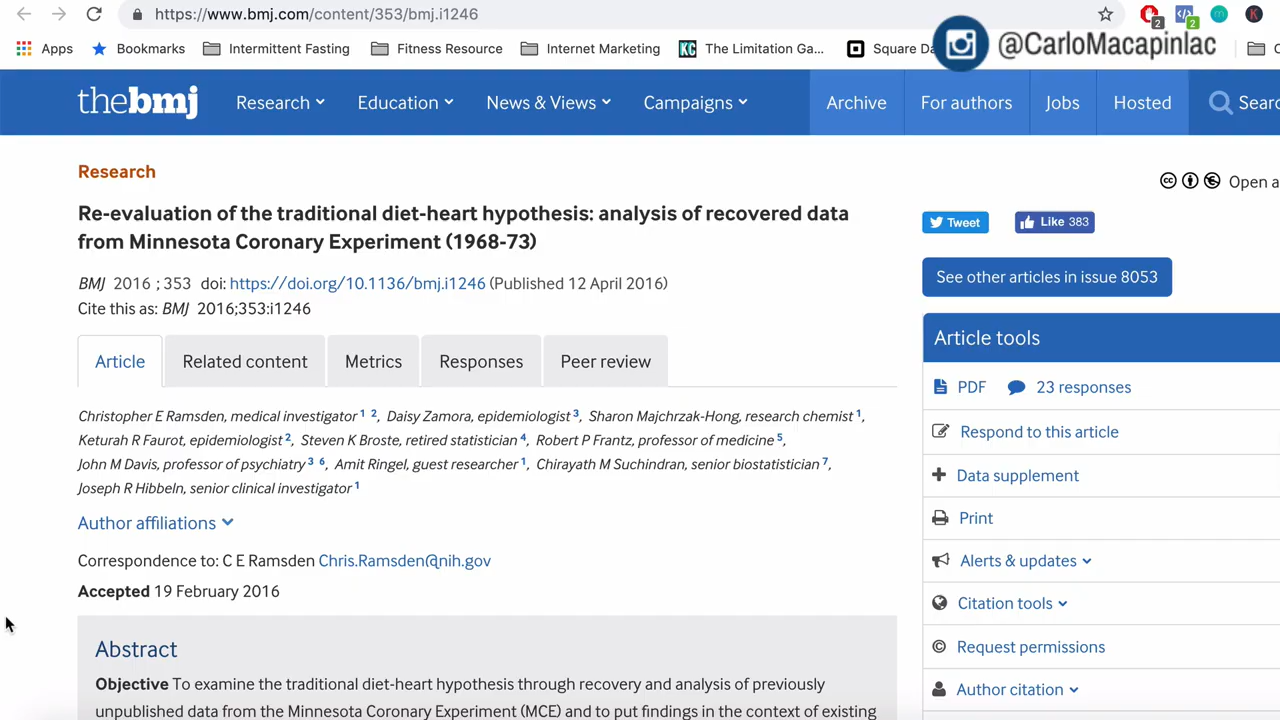 https://www.bmj.com/content/353/bmj.i1246
2
2
m
K
Apps
Bookmarks
Intermittent Fasting
Fitness Resource
Internet Marketing
KC
The Limitation Ga...
Square Da
@CarloMacapinlac
thebmj
Research
Education
News & Views
Campaigns
Archive
For authors
Jobs
Hosted
Searc
Research
cc
Open a
Re-evaluation of the traditional diet-heart hypothesis: analysis of recovered data
from Minnesota Coronary Experiment (1968-73)
Tweet
Like 383
BMJ 2016 ; 353 doi: https://doi.org/10.1136/bmj.i1246 (Published 12 April 2016)
Cite this as: BMJ 2016;353:i1246
See other articles in issue 8053
Article
Related content
Metrics
Responses
Peer review
Christopher E Ramsden, medical investigator 1 2, Daisy Zamora, epidemiologist 3, Sharon Majchrzak-Hong, research chemist 1,
Keturah R Faurot, epidemiologist 2, Steven K Broste, retired statistician 4, Robert P Frantz, professor of medicine 5,
John M Davis, professor of psychiatry 3 6, Amit Ringel, guest researcher 1, Chirayath M Suchindran, senior biostatistician 7,
Joseph R Hibbeln, senior clinical investigator 1
Author affiliations
Correspondence to: C E Ramsden Chris.Ramsden@nih.gov
Accepted 19 February 2016
Abstract
Objective To examine the traditional diet-heart hypothesis through recovery and analysis of previously
unpublished data from the Minnesota Coronary Experiment (MCE) and to put findings in the context of existing
Article tools
PDF
23 responses
Respond to this article
Data supplement
Print
Alerts & updates
Citation tools
© Request permissions
Author citation